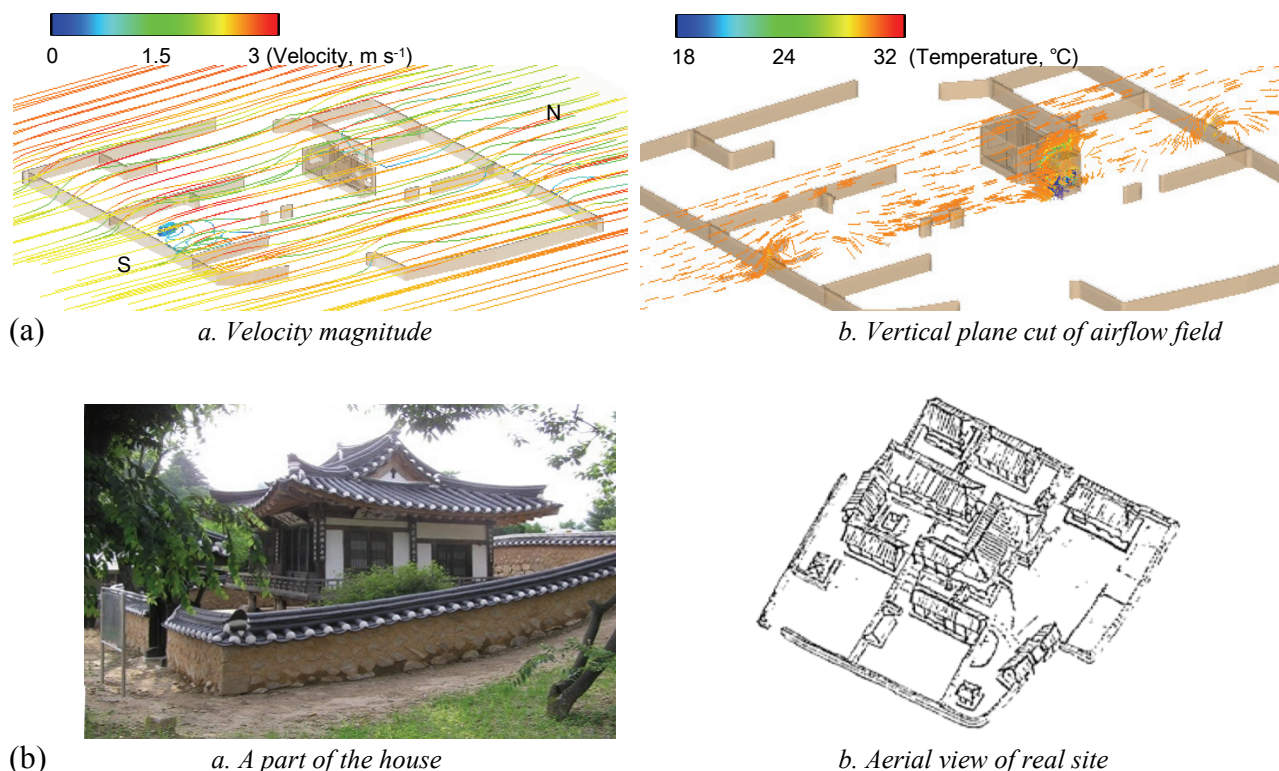 0 1.5 3 (Velocity, m s⁻¹)
18 24 32 (Temperature, ℃)
N
S
(a) a. Velocity magnitude b. Vertical plane cut of airflow field
(b) a. A part of the house b. Aerial view of real site